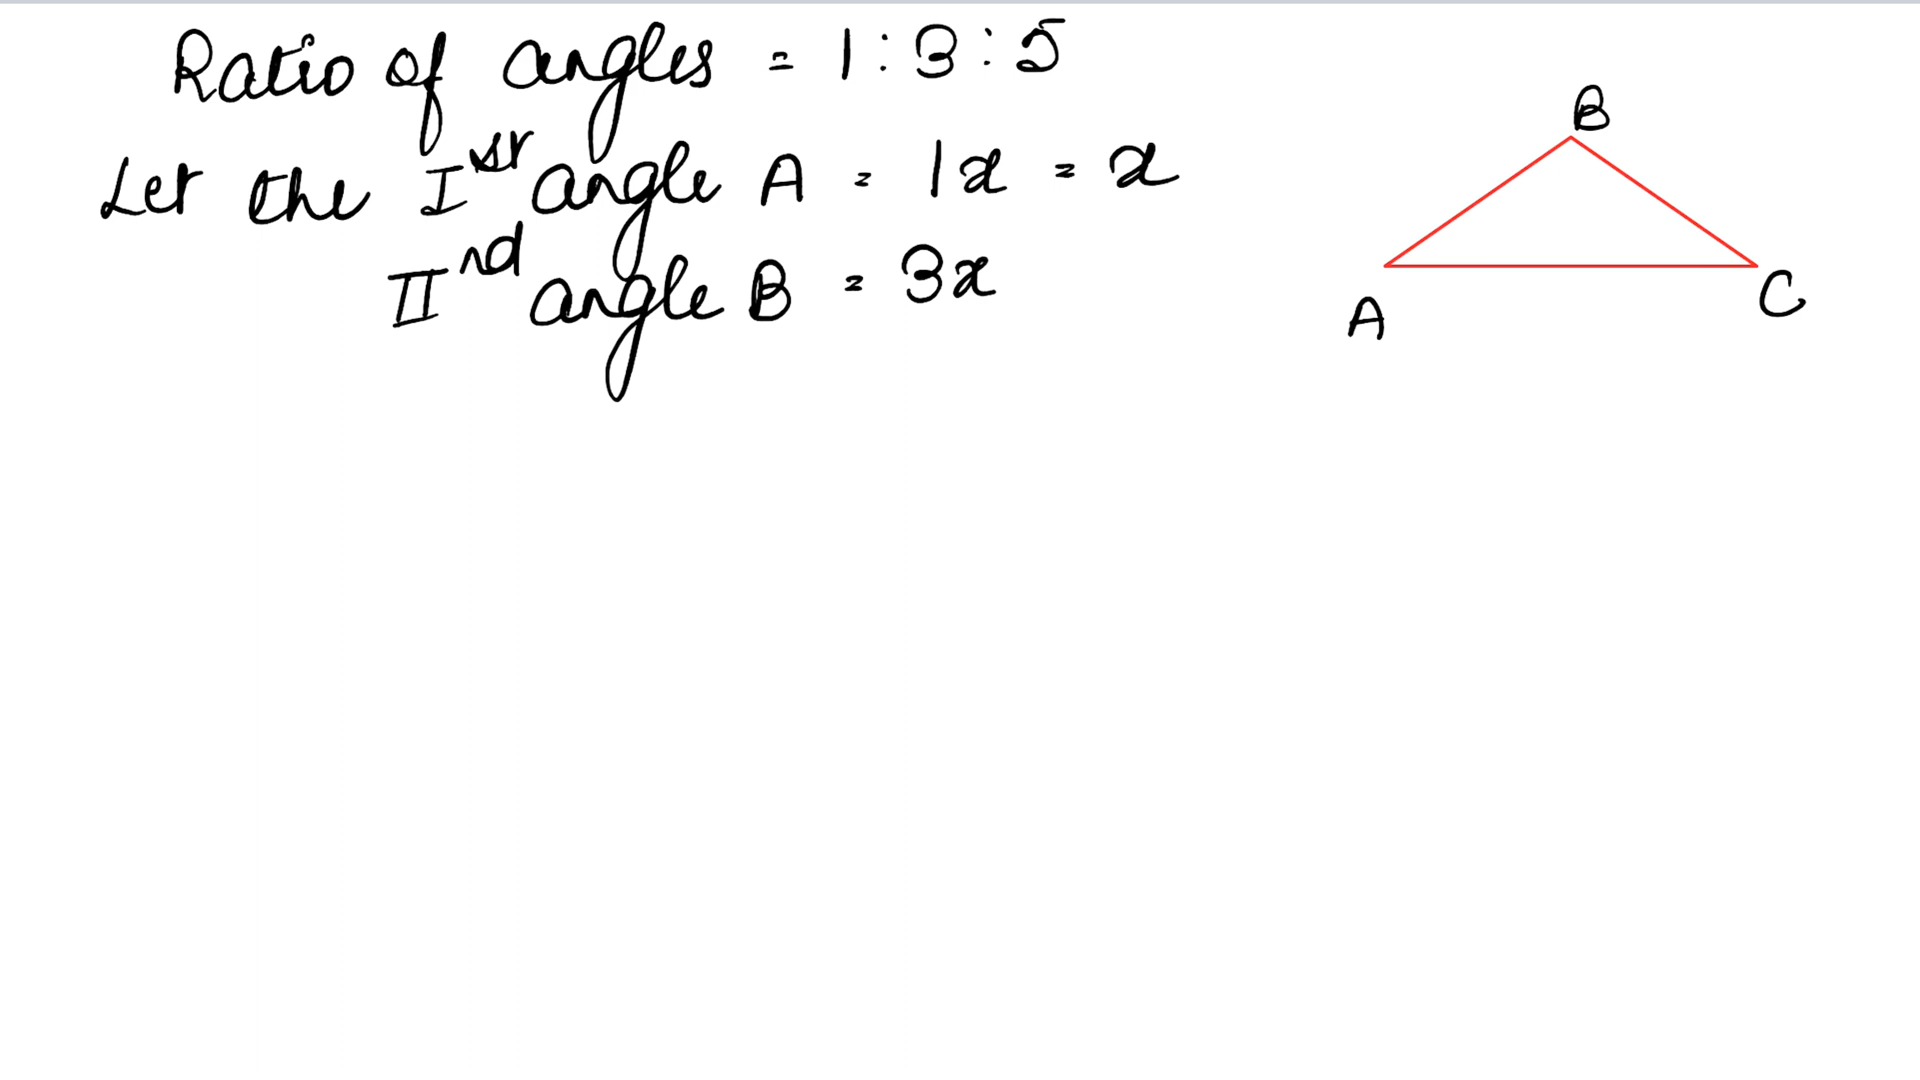 Ratio of angles = 1 : 3 : 5
Let the Ist angle A = 1x = x
IInd angle B = 3x
B
A
C